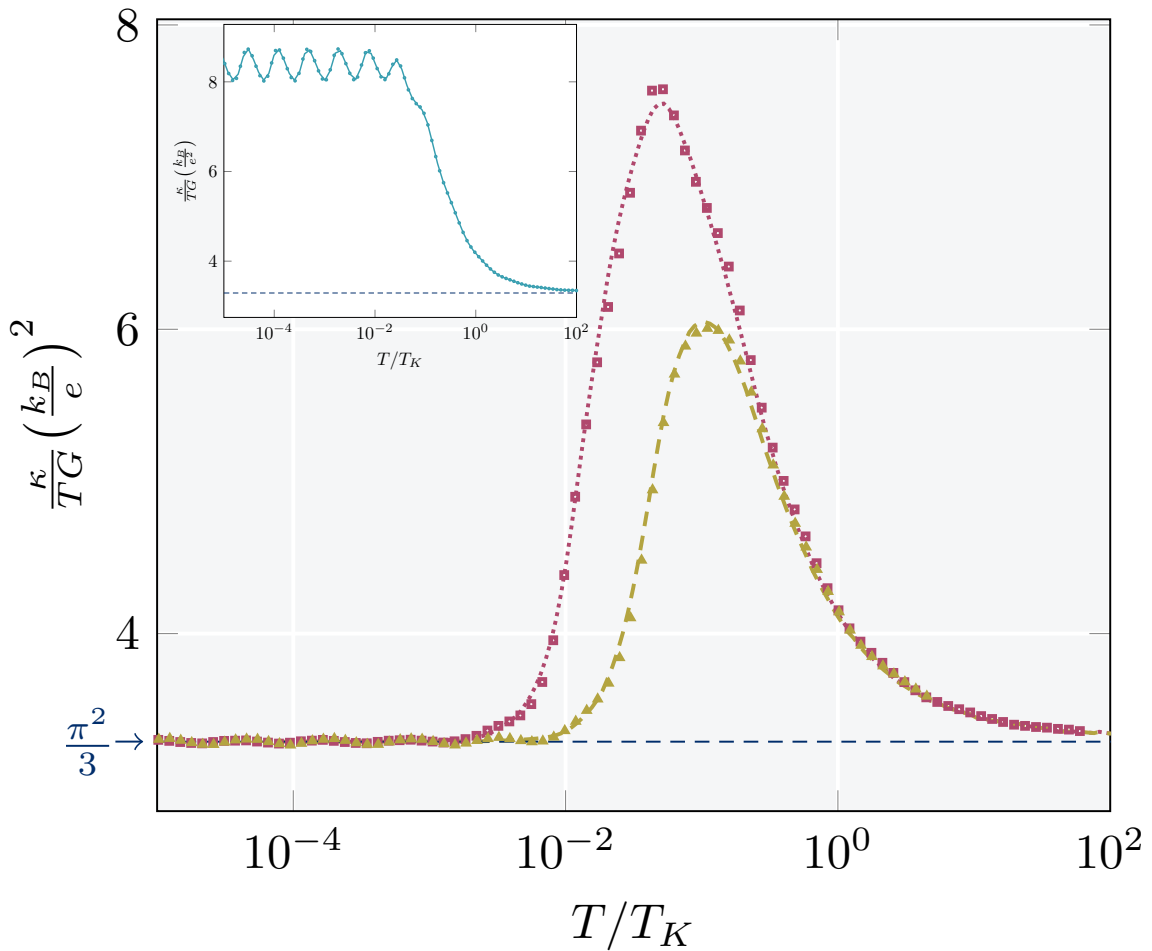 8
6
4
π²/3 →
κ/TG (k_B/e)²
10⁻⁴ 10⁻² 10⁰ 10²
T/T_K
8
6
4
κ/TG (k_B/e²)
10⁻⁴ 10⁻² 10⁰ 10²
T/T_K